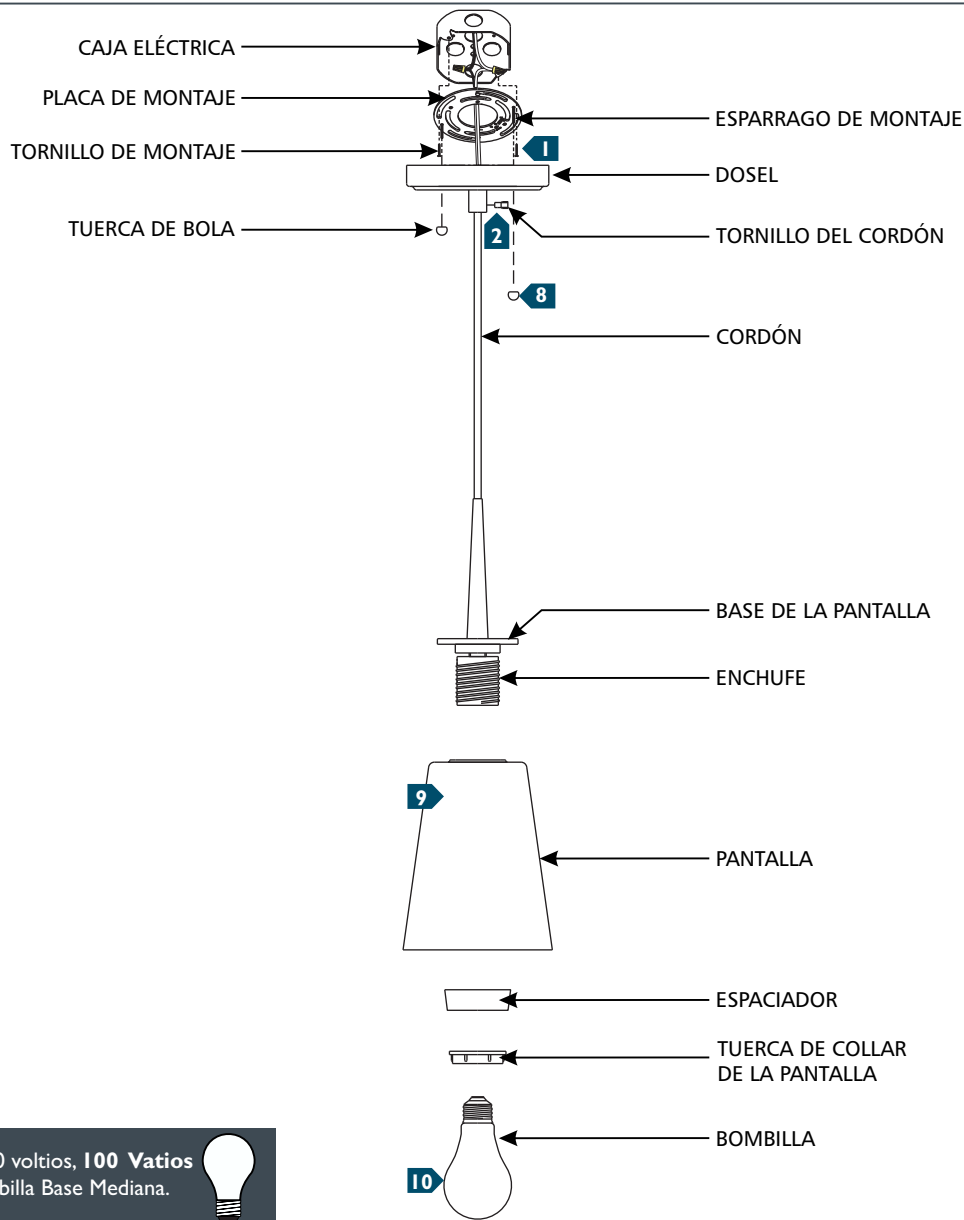 CAJA ELÉCTRICA
PLACA DE MONTAJE
ESPARRAGO DE MONTAJE
TORNILLO DE MONTAJE
1
DOSEL
TUERCA DE BOLA
2
TORNILLO DEL CORDÓN
8
CORDÓN
BASE DE LA PANTALLA
ENCHUFE
9
PANTALLA
ESPACIADOR
TUERCA DE COLLAR
DE LA PANTALLA
BOMBILLA
10
0 voltios, 100 Vatios
billa Base Mediana.